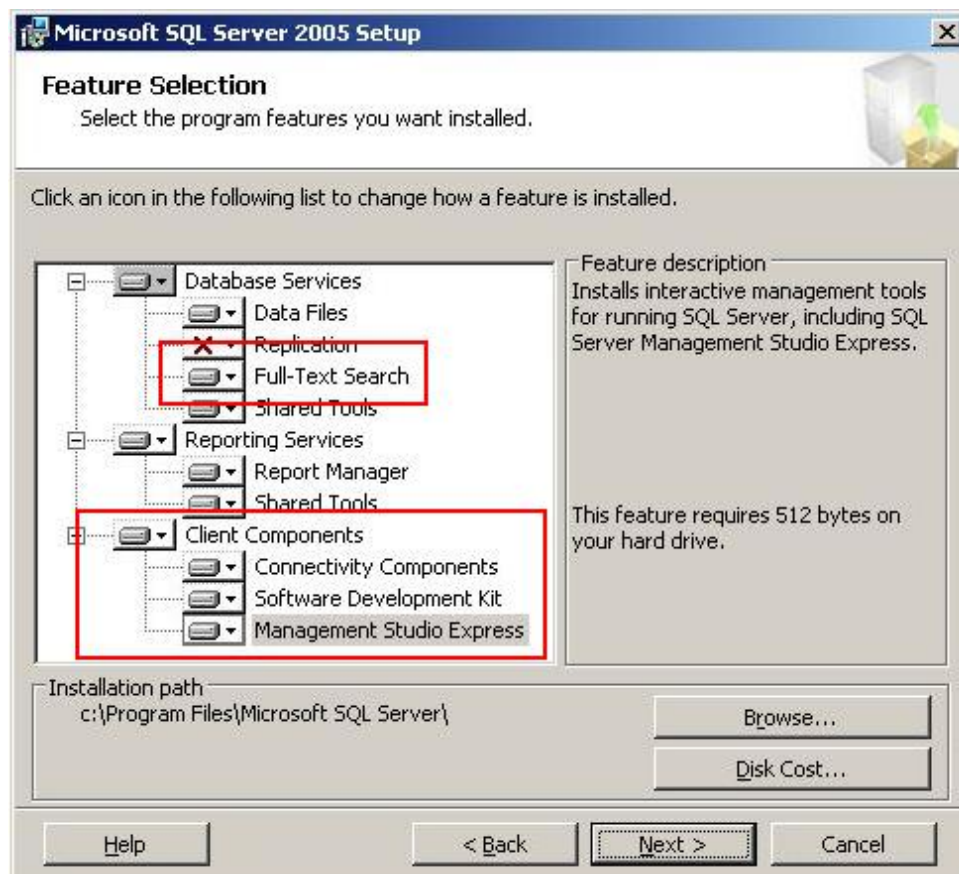 Microsoft SQL Server 2005 Setup
Feature Selection
Select the program features you want installed.
Click an icon in the following list to change how a feature is installed.
Database Services
Data Files
Replication
Full-Text Search
Shared Tools
Reporting Services
Report Manager
Shared Tools
Client Components
Connectivity Components
Software Development Kit
Management Studio Express
Feature description
Installs interactive management tools
for running SQL Server, including SQL
Server Management Studio Express.
This feature requires 512 bytes on
your hard drive.
Installation path
c:\Program Files\Microsoft SQL Server\
Browse...
Disk Cost...
Help
< Back
Next >
Cancel